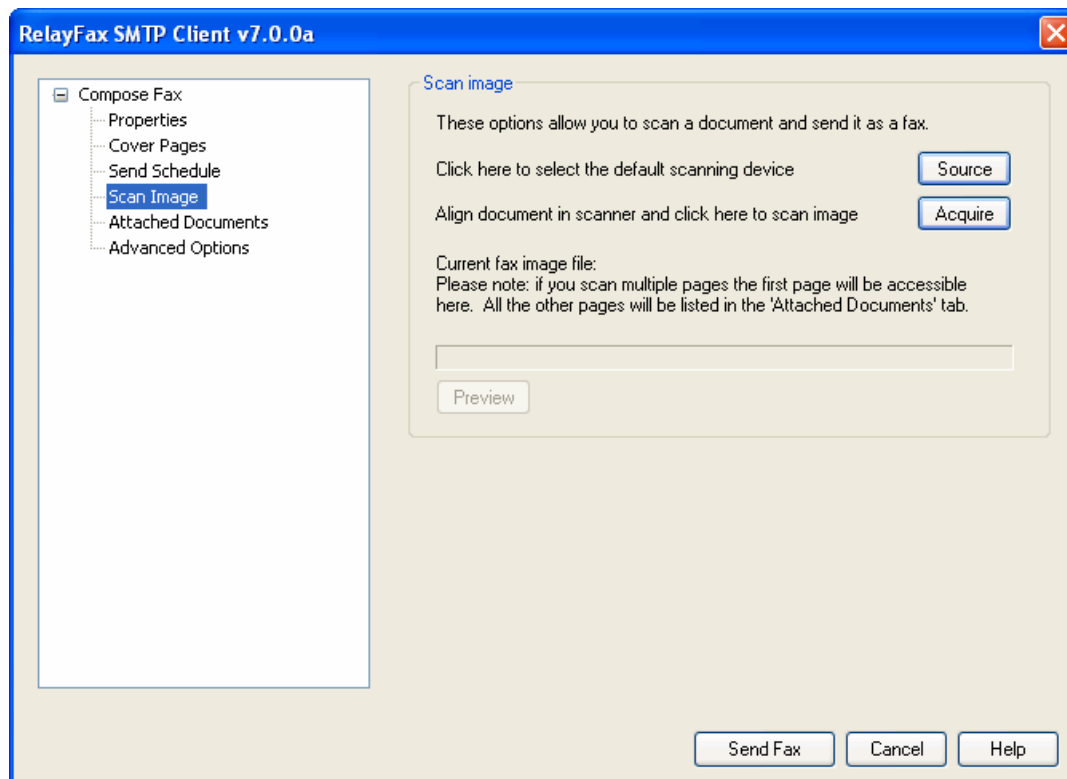 RelayFax SMTP Client v7.0.0a
Compose Fax
Properties
Cover Pages
Send Schedule
Scan Image
Attached Documents
Advanced Options
Scan image
These options allow you to scan a document and send it as a fax.
Click here to select the default scanning device
Source
Align document in scanner and click here to scan image
Acquire
Current fax image file:
Please note: if you scan multiple pages the first page will be accessible
here.  All the other pages will be listed in the 'Attached Documents' tab.
Preview
Send Fax
Cancel
Help